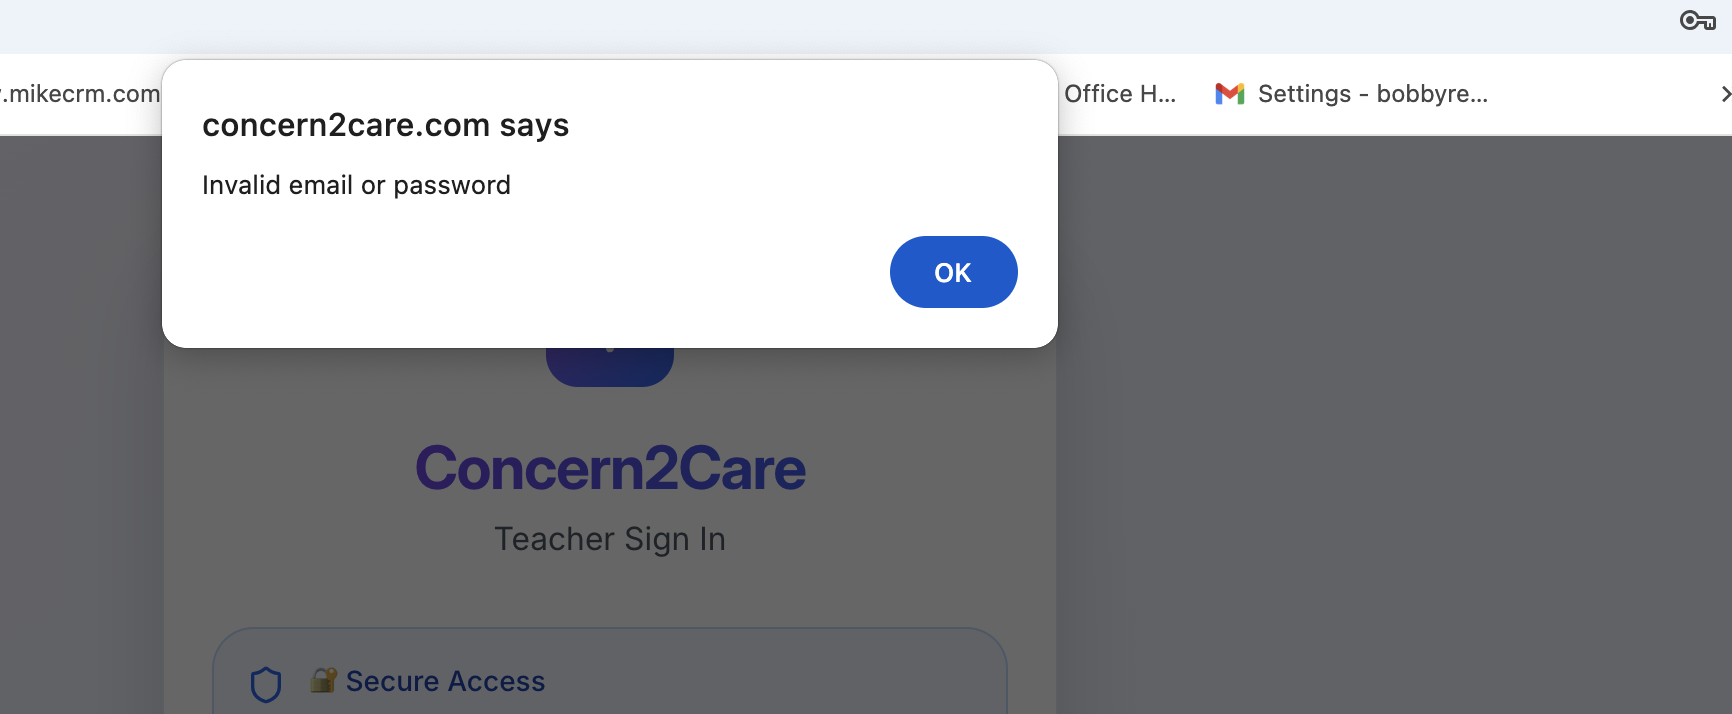 .mikecrm.com
Office H...
Settings - bobbyre...
concern2care.com says
Invalid email or password
OK
Concern2Care
Teacher Sign In
🔐 Secure Access